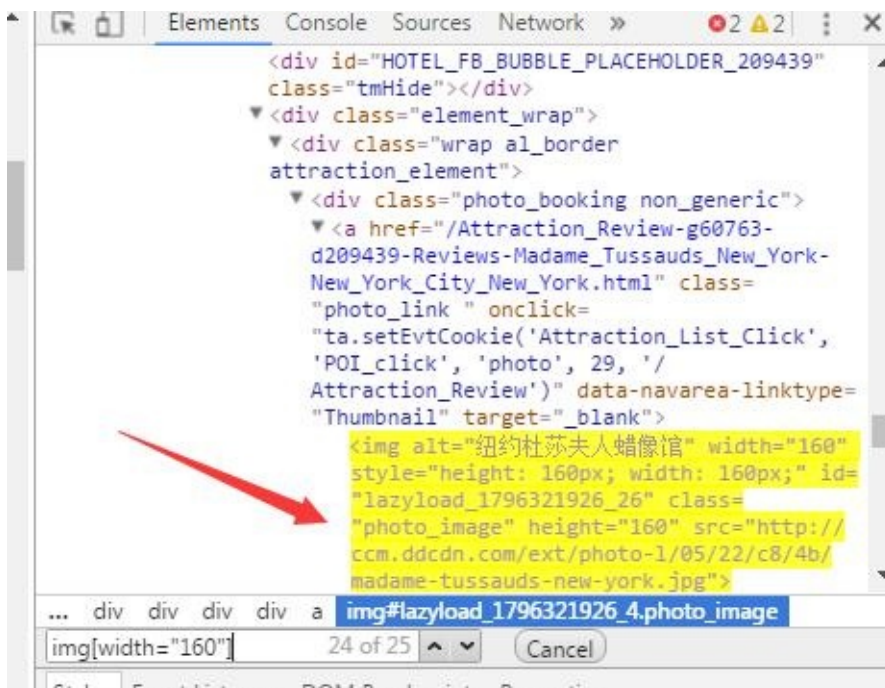 Elements Console Sources Network » 2 2
<div id="HOTEL_FB_BUBBLE_PLACEHOLDER_209439"
class="tmHide"></div>
<div class="element_wrap">
<div class="wrap al_border
attraction_element">
<div class="photo_booking non_generic">
<a href="/Attraction_Review-g60763-
d209439-Reviews-Madame_Tussauds_New_York-
New_York_City_New_York.html" class=
"photo_link " onclick=
"ta.setEvtCookie('Attraction_List_Click',
'POI_click', 'photo', 29, '/
Attraction_Review')" data-navarea-linktype=
"Thumbnail" target="_blank">
<img alt="纽约杜莎夫人蜡像馆" width="160"
style="height: 160px; width: 160px;" id=
"lazyload_1796321926_26" class=
"photo_image" height="160" src="http://
ccm.ddcdn.com/ext/photo-l/05/22/c8/4b/
madame-tussauds-new-york.jpg">
... div div div div a img#lazyload_1796321926_4.photo_image
img[width="160"] 24 of 25 Cancel